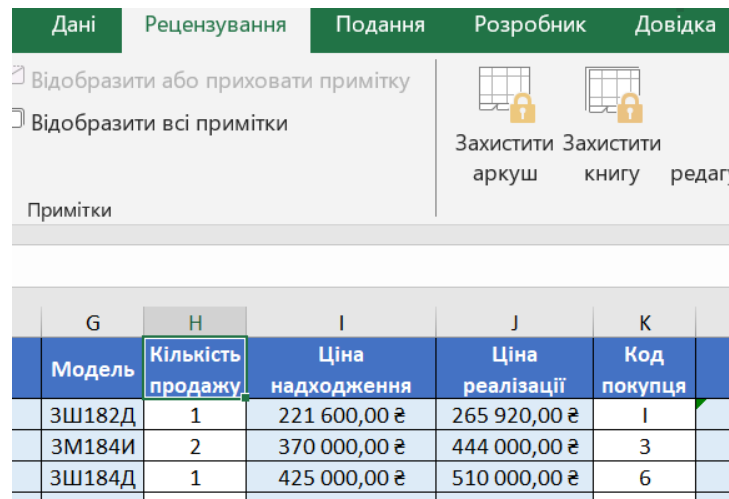 Дані Рецензування Подання Розробник Довідка
Відобразити або приховати примітку
Відобразити всі примітки
Захистити Захистити
аркуш книгу
Примітки
G H I J K
Модель Кількість продажу Ціна надходження Ціна реалізації Код покупця
ЗШ182Д 1 221 600,00 ₴ 265 920,00 ₴ І
ЗМ184И 2 370 000,00 ₴ 444 000,00 ₴ 3
ЗШ184Д 1 425 000,00 ₴ 510 000,00 ₴ 6